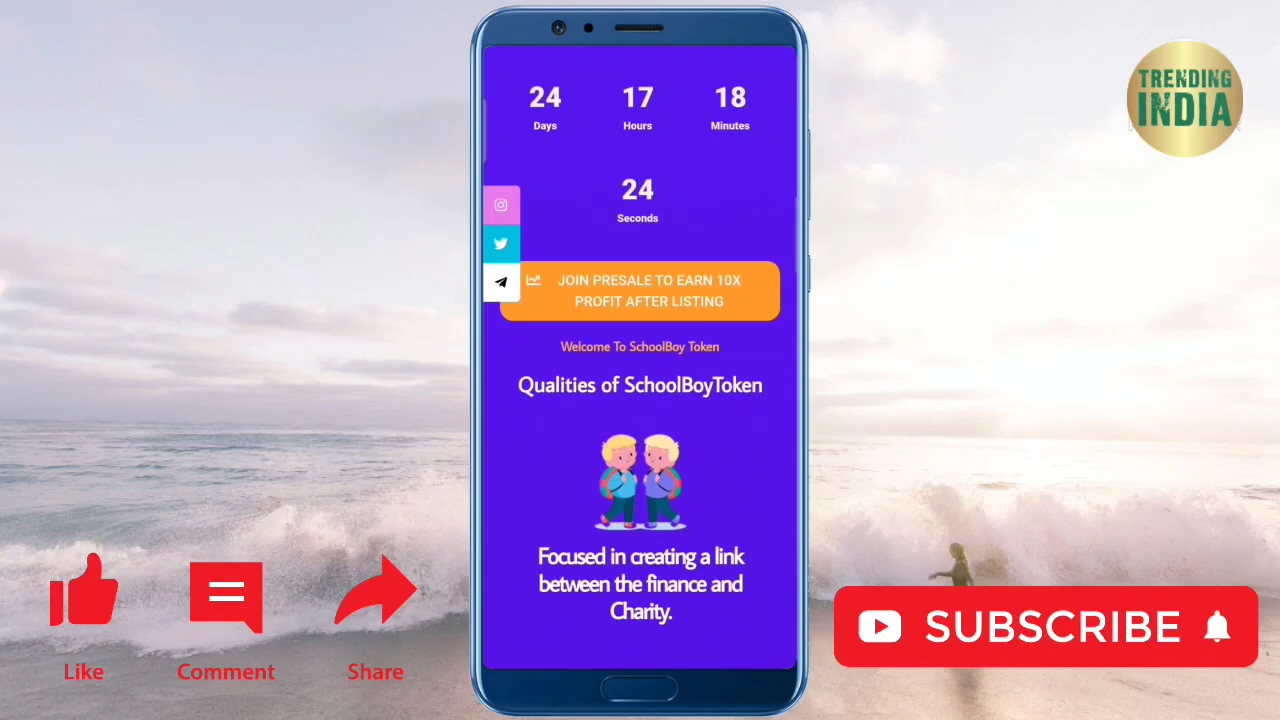 24 17 18
Days Hours Minutes
24
Seconds
JOIN PRESALE TO EARN 10X
PROFIT AFTER LISTING
Welcome To SchoolBoy Token
Qualities of SchoolBoyToken
Focused in creating a link
between the finance and
Charity.
TRENDING
INDIA
Like Comment Share
SUBSCRIBE